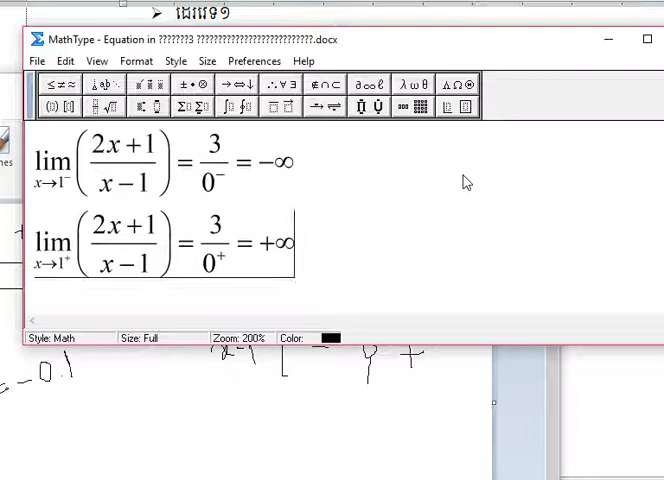 MathType - Equation in ???????3 ??????????????????????????.docx
File Edit View Format Style Size Preferences Help
lim x→1⁻ ( (2x+1)/(x−1) ) = 3/0⁻ = −∞
lim x→1⁺ ( (2x+1)/(x−1) ) = 3/0⁺ = +∞
Style: Math Size: Full Zoom: 200% Color: